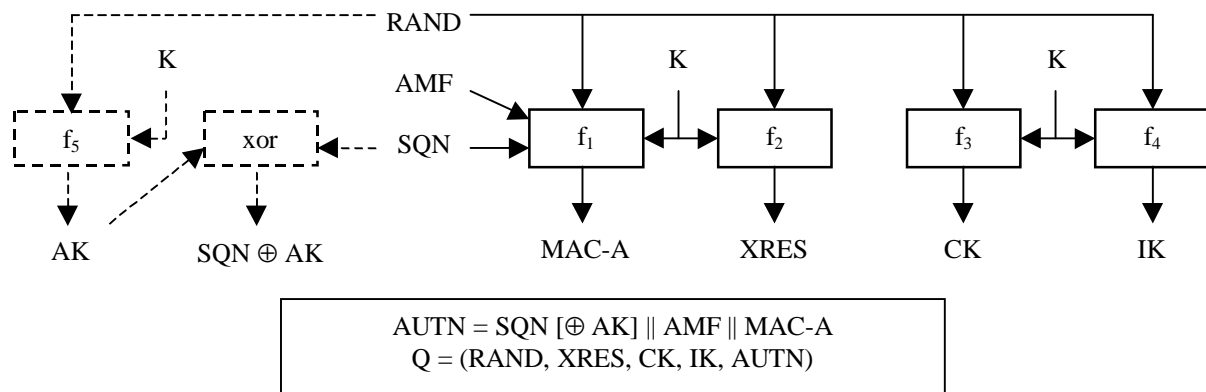 RAND
K
K
K
AMF
f5
xor
SQN
f1
f2
f3
f4
AK
SQN ⊕ AK
MAC-A
XRES
CK
IK
AUTN = SQN [⊕ AK] || AMF || MAC-A
Q = (RAND, XRES, CK, IK, AUTN)